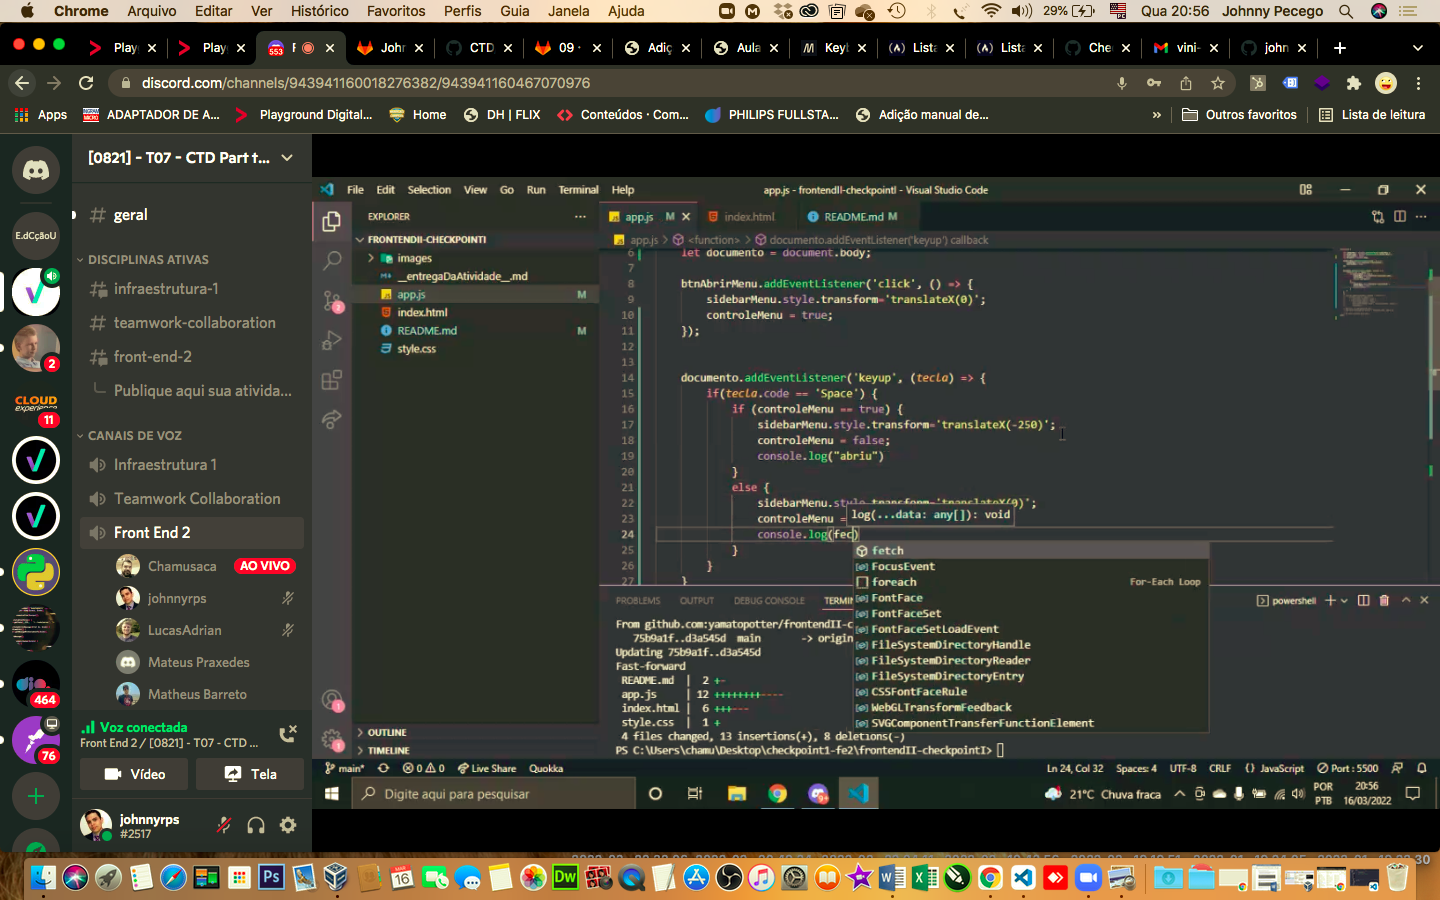 Chrome Arquivo Editar Ver Histórico Favoritos Perfis Guia Janela Ajuda
29% Qua 20:56 Johnny Pecego
Play Play 553 F John CTD 09 · Adiç Aula Keyb Lista Lista Che vini- john
discord.com/channels/943941160018276382/943941160467070976
Apps ADAPTADOR DE A... Playground Digital... Home DH | FLIX Conteúdos · Com... PHILIPS FULLSTA... Adição manual de... » Outros favoritos Lista de leitura
[0821] - T07 - CTD Part t...
geral
E.dCçãoU
DISCIPLINAS ATIVAS
infraestrutura-1
teamwork-collaboration
front-end-2
2
Publique aqui sua ativida...
CLOUD
experience
11
CANAIS DE VOZ
Infraestrutura 1
Teamwork Collaboration
Front End 2
Chamusaca AO VIVO
johnnyrps
LucasAdrian
Mateus Praxedes
Matheus Barreto
464
Voz conectada
Front End 2 / [0821] - T07 - CTD ...
76
Vídeo Tela
johnnyrps
#2517
File Edit Selection View Go Run Terminal Help
app.js - frontendII-checkpointI - Visual Studio Code
EXPLORER ···
FRONTENDII-CHECKPOINTI
images
__entregaDaAtividade__.md
app.js M
index.html
README.md M
style.css
OUTLINE
TIMELINE
app.js M index.html README.md M
app.js > <function> > documento.addEventListener('keyup') callback
6 let documento = document.body;
7
8 btnAbrirMenu.addEventListener('click', () => {
9 sidebarMenu.style.transform='translateX(0)';
10 controleMenu = true;
11 });
12
13
14 documento.addEventListener('keyup', (tecla) => {
15 if(tecla.code == 'Space') {
16 if (controleMenu == true) {
17 sidebarMenu.style.transform='translateX(-250)';
18 controleMenu = false;
19 console.log("abriu")
20 }
21 else {
22 sidebarMenu.style.transform='translateX(0)';
23 controleMenu =
log(...data: any[]): void
24 console.log(fec)
25 }
26 }
27 }
fetch
FocusEvent
foreach For-Each Loop
FontFace
FontFaceSet
FontFaceSetLoadEvent
FileSystemDirectoryHandle
FileSystemDirectoryReader
FileSystemDirectoryEntry
CSSFontFaceRule
WebGLTransformFeedback
SVGComponentTransferFunctionElement
PROBLEMS OUTPUT DEBUG CONSOLE TERMIN
powershell
From github.com:yamatopotter/frontendII-c
75b9a1f..d3a545d main -> origin
Updating 75b9a1f..d3a545d
Fast-forward
README.md | 2 +-
app.js | 12 ++++++++----
index.html | 6 +++---
style.css | 1 +
4 files changed, 13 insertions(+), 8 deletions(-)
PS C:\Users\chamu\Desktop\checkpoint1-fe2\frontendII-checkpointI>
main* 0 0 Live Share Quokka
Ln 24, Col 32 Spaces: 4 UTF-8 CRLF {} JavaScript Port : 5500
Digite aqui para pesquisar
21°C Chuva fraca
POR
PTB
20:56
16/03/2022